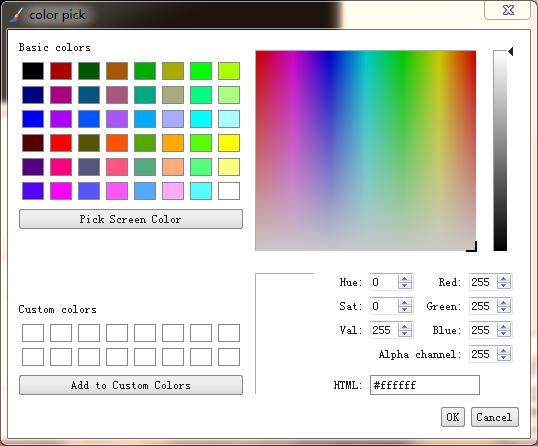 color pick
Basic colors
Pick Screen Color
Custom colors
Add to Custom Colors
Hue: 0 Red: 255
Sat: 0 Green: 255
Val: 255 Blue: 255
Alpha channel: 255
HTML: #ffffff
OK Cancel